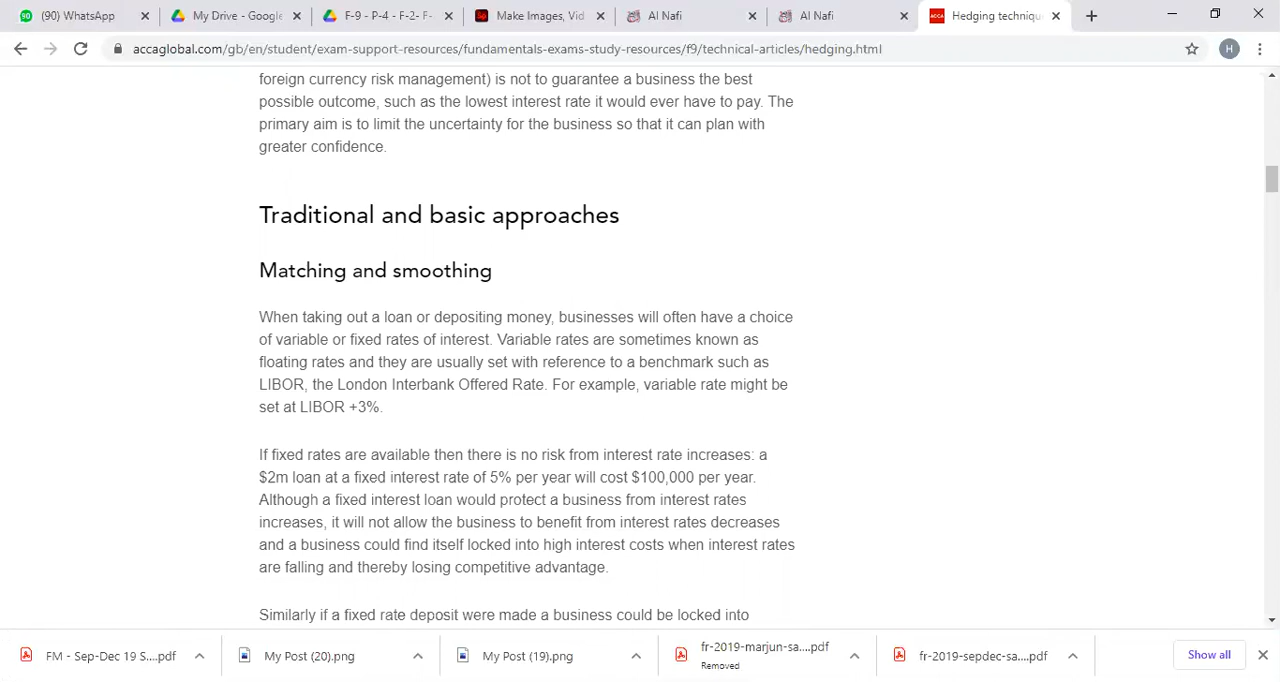 (90) WhatsApp
My Drive - Google
F-9 - P-4 - F-2- F-
Make Images, Vid
Al Nafi
Al Nafi
ACCA Hedging techniqu
accaglobal.com/gb/en/student/exam-support-resources/fundamentals-exams-study-resources/f9/technical-articles/hedging.html
H
foreign currency risk management) is not to guarantee a business the best
possible outcome, such as the lowest interest rate it would ever have to pay. The
primary aim is to limit the uncertainty for the business so that it can plan with
greater confidence.
Traditional and basic approaches
Matching and smoothing
When taking out a loan or depositing money, businesses will often have a choice
of variable or fixed rates of interest. Variable rates are sometimes known as
floating rates and they are usually set with reference to a benchmark such as
LIBOR, the London Interbank Offered Rate. For example, variable rate might be
set at LIBOR +3%.
If fixed rates are available then there is no risk from interest rate increases: a
$2m loan at a fixed interest rate of 5% per year will cost $100,000 per year.
Although a fixed interest loan would protect a business from interest rates
increases, it will not allow the business to benefit from interest rates decreases
and a business could find itself locked into high interest costs when interest rates
are falling and thereby losing competitive advantage.
Similarly if a fixed rate deposit were made a business could be locked into
FM - Sep-Dec 19 S....pdf
My Post (20).png
My Post (19).png
fr-2019-marjun-sa....pdf
Removed
fr-2019-sepdec-sa....pdf
Show all